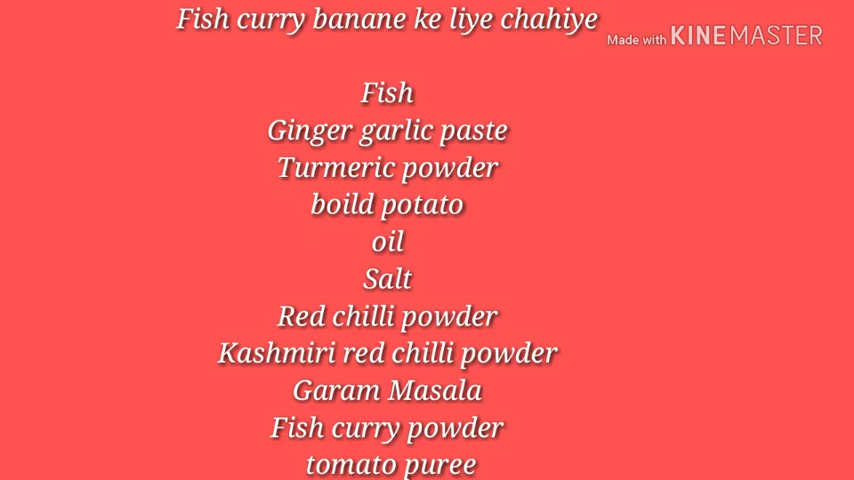 Fish curry banane ke liye chahiye
Made with KINEMASTER
Fish
Ginger garlic paste
Turmeric powder
boild potato
oil
Salt
Red chilli powder
Kashmiri red chilli powder
Garam Masala
Fish curry powder
tomato puree